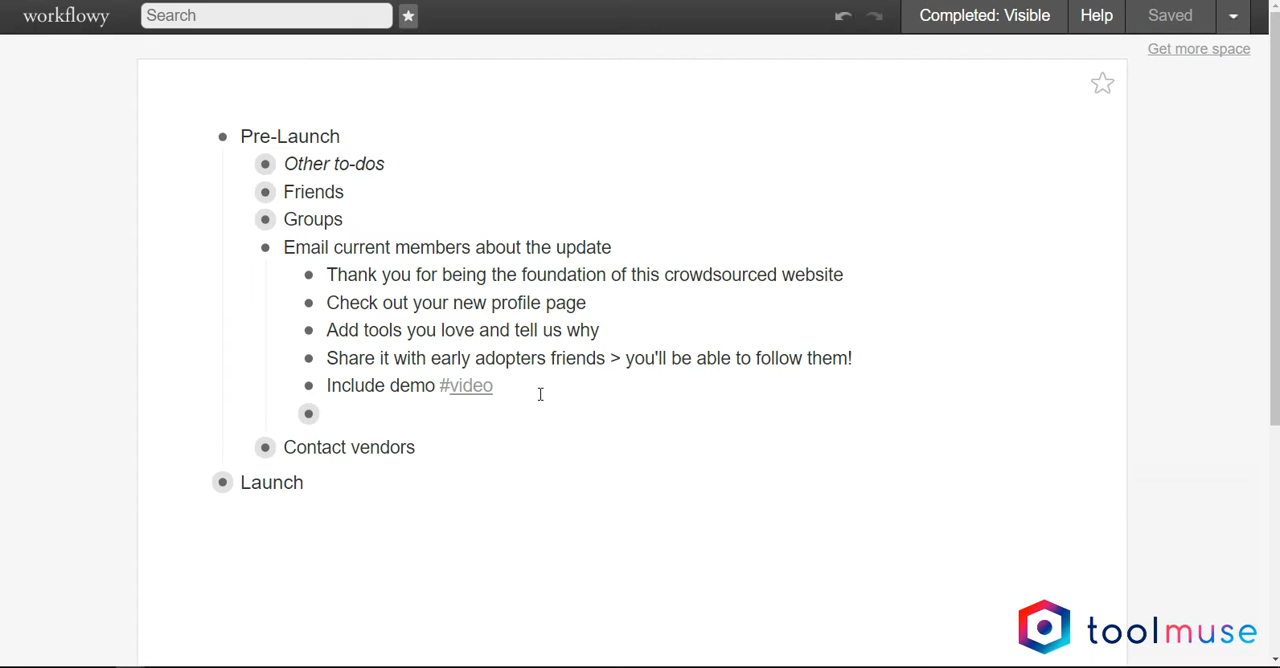 workflowy
Search
Completed: Visible
Help
Saved
Get more space
Pre-Launch
Other to-dos
Friends
Groups
Email current members about the update
Thank you for being the foundation of this crowdsourced website
Check out your new profile page
Add tools you love and tell us why
Share it with early adopters friends > you'll be able to follow them!
Include demo #video
Contact vendors
Launch
toolmuse